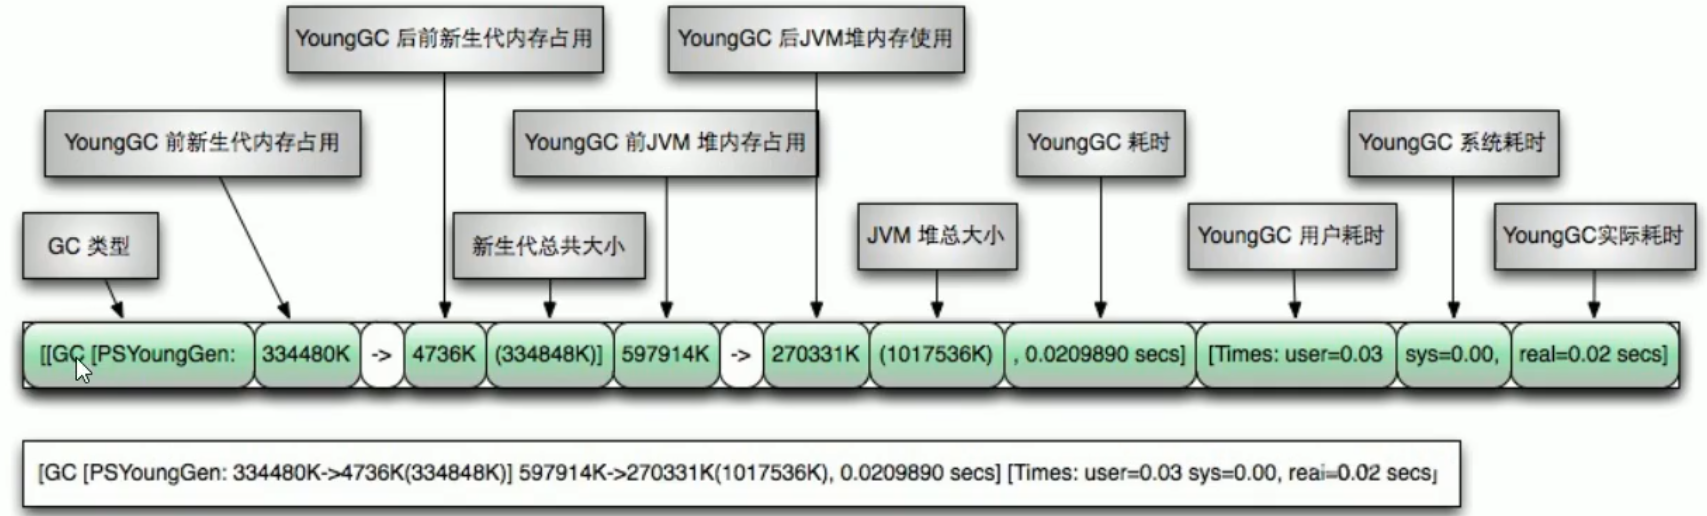 YoungGC 后前新生代内存占用
YoungGC 后JVM堆内存使用
YoungGC 前新生代内存占用
YoungGC 前JVM 堆内存占用
YoungGC 耗时
YoungGC 系统耗时
GC 类型
新生代总共大小
JVM 堆总大小
YoungGC 用户耗时
YoungGC实际耗时
[[GC [PSYoungGen: 334480K -> 4736K (334848K)] 597914K -> 270331K (1017536K) , 0.0209890 secs] [Times: user=0.03 sys=0.00, real=0.02 secs]
[GC [PSYoungGen: 334480K->4736K(334848K)] 597914K->270331K(1017536K), 0.0209890 secs] [Times: user=0.03 sys=0.00, real=0.02 secs]